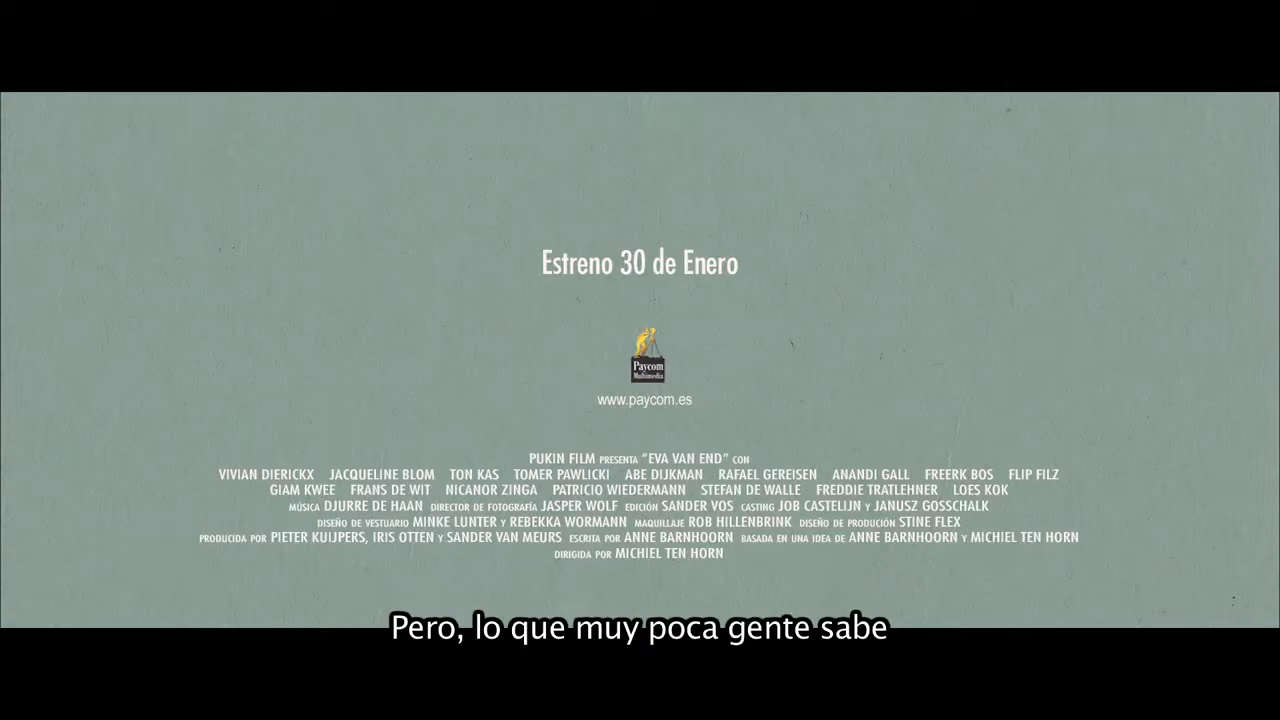 Estreno 30 de Enero
Paycom
Multimedia
www.paycom.es
PUKIN FILM PRESENTA "EVA VAN END" CON
VIVIAN DIERICKX JACQUELINE BLOM TON KAS TOMER PAWLICKI ABE DIJKMAN RAFAEL GEREISEN ANANDI GALL FREERK BOS FLIP FILZ
GIAM KWEE FRANS DE WIT NICANOR ZINGA PATRICIO WIEDERMANN STEFAN DE WALLE FREDDIE TRATLEHNER LOES KOK
MÚSICA DJURRE DE HAAN DIRECTOR DE FOTOGRAFÍA JASPER WOLF EDICIÓN SANDER VOS CASTING JOB CASTELIJN Y JANUSZ GOSSCHALK
DISEÑO DE VESTUARIO MINKE LUNTER Y REBEKKA WORMANN MAQUILLAJE ROB HILLENBRINK DISEÑO DE PRODUCIÓN STINE FLEX
PRODUCIDA POR PIETER KUIJPERS, IRIS OTTEN Y SANDER VAN MEURS ESCRITA POR ANNE BARNHOORN BASADA EN UNA IDEA DE ANNE BARNHOORN Y MICHIEL TEN HORN
DIRIGIDA POR MICHIEL TEN HORN
Pero, lo que muy poca gente sabe